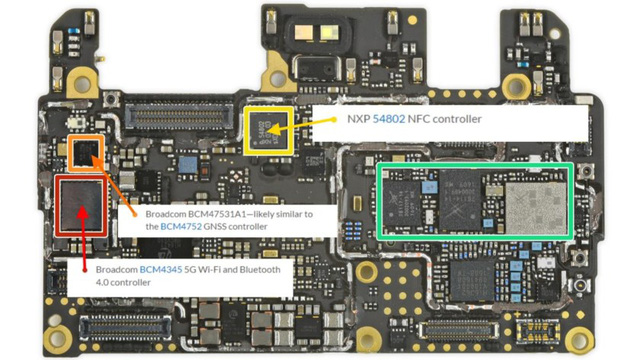 NXP 54802 NFC controller
54802
Broadcom BCM47531A1—likely similar to
the BCM4752 GNSS controller
Broadcom BCM4345 5G Wi-Fi and Bluetooth
4.0 controller